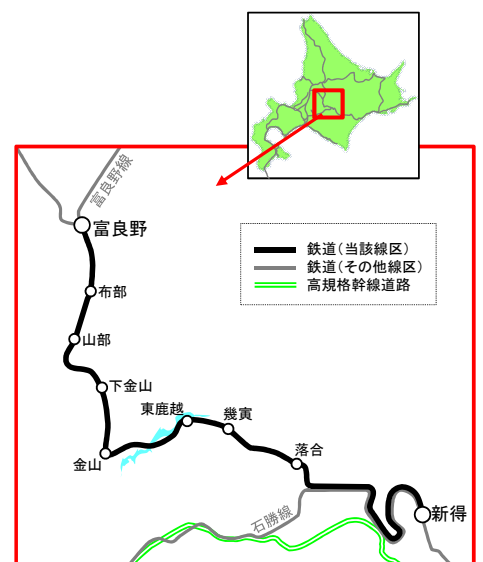 富良野線
富良野
鉄道(当該線区)
鉄道(その他線区)
高規格幹線道路
布部
山部
下金山
東鹿越
幾寅
金山
落合
石勝線
新得